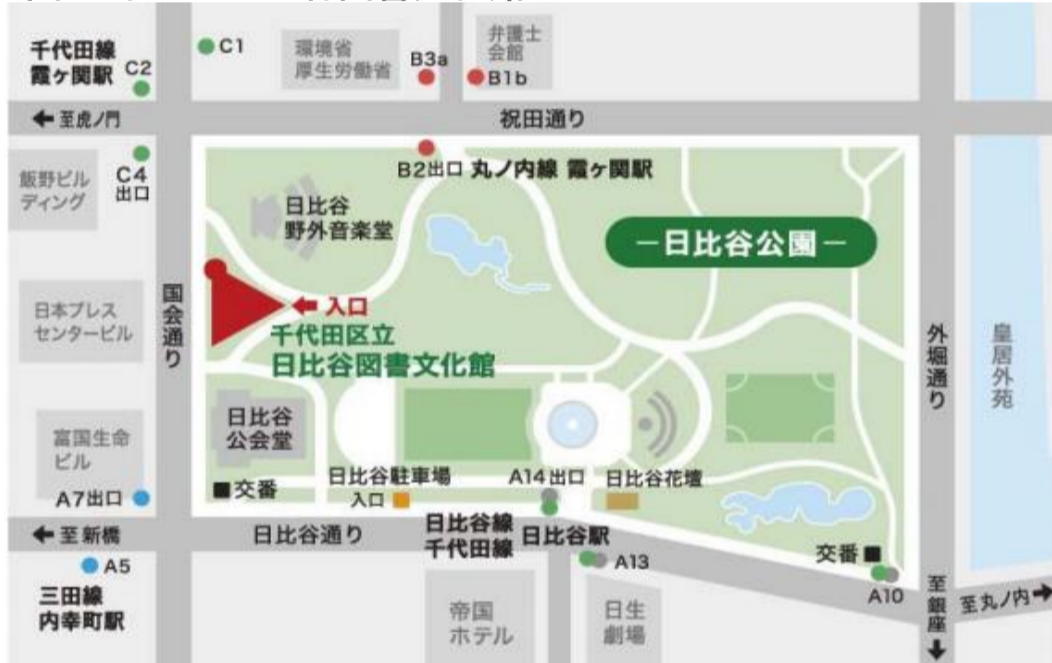 千代田線
霞ヶ関駅
C2
C1
環境省
厚生労働省
B3a
弁護士
会館
B1b
←至虎ノ門
祝田通り
飯野ビル
ディング
C4
出口
B2出口 丸ノ内線 霞ヶ関駅
日比谷
野外音楽堂
－日比谷公園－
日本プレス
センタービル
国会通り
←入口
千代田区立
日比谷図書文化館
外堀通り
皇居外苑
富国生命
ビル
日比谷
公会堂
A7出口
■交番
日比谷駐車場
入口
A14出口
日比谷花壇
←至新橋
日比谷通り
日比谷線
千代田線
日比谷駅
交番■
A5
A13
A10
三田線
内幸町駅
帝国
ホテル
日生
劇場
至銀座↓
至丸ノ内→